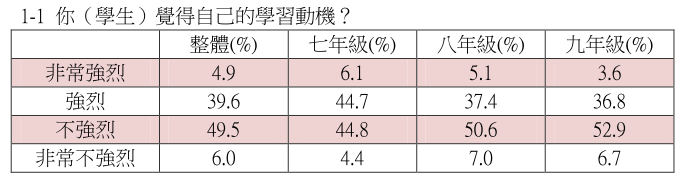 1-1 你（學生）覺得自己的學習動機？
整體(%) 七年級(%) 八年級(%) 九年級(%)
非常強烈 4.9 6.1 5.1 3.6
強烈 39.6 44.7 37.4 36.8
不強烈 49.5 44.8 50.6 52.9
非常不強烈 6.0 4.4 7.0 6.7